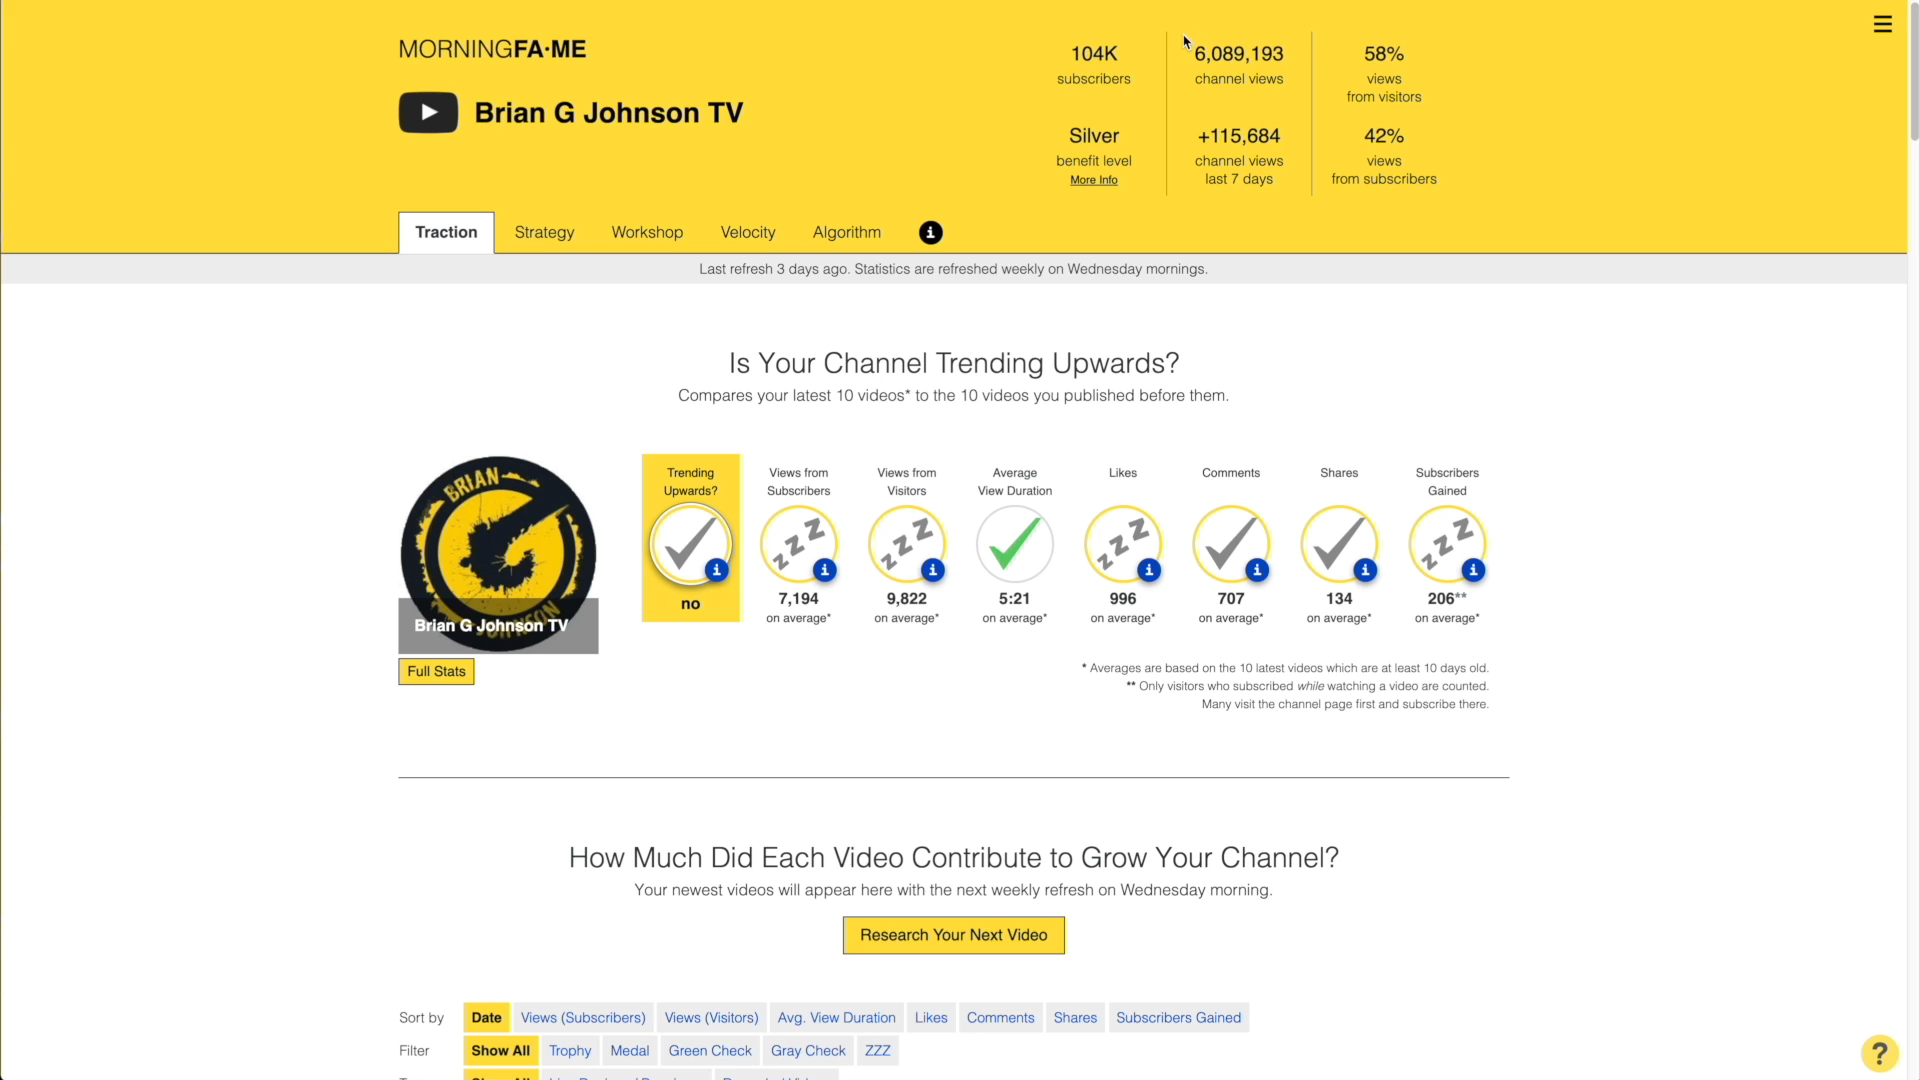 MORNINGFA·ME
Brian G Johnson TV
104K
subscribers
Silver
benefit level
More Info
6,089,193
channel views
+115,684
channel views
last 7 days
58%
views
from visitors
42%
views
from subscribers
Traction Strategy Workshop Velocity Algorithm i
Last refresh 3 days ago. Statistics are refreshed weekly on Wednesday mornings.
Is Your Channel Trending Upwards?
Compares your latest 10 videos* to the 10 videos you published before them.
BRIAN
JOHNSON
Brian G Johnson TV
Full Stats
Trending
Upwards?
i
no
Views from
Subscribers
zzz
i
7,194
on average*
Views from
Visitors
zzz
i
9,822
on average*
Average
View Duration
5:21
on average*
Likes
zzz
i
996
on average*
Comments
i
707
on average*
Shares
i
134
on average*
Subscribers
Gained
zzz
i
206**
on average*
* Averages are based on the 10 latest videos which are at least 10 days old.
** Only visitors who subscribed while watching a video are counted.
Many visit the channel page first and subscribe there.
How Much Did Each Video Contribute to Grow Your Channel?
Your newest videos will appear here with the next weekly refresh on Wednesday morning.
Research Your Next Video
Sort by Date Views (Subscribers) Views (Visitors) Avg. View Duration Likes Comments Shares Subscribers Gained
Filter Show All Trophy Medal Green Check Gray Check ZZZ
Show All
?